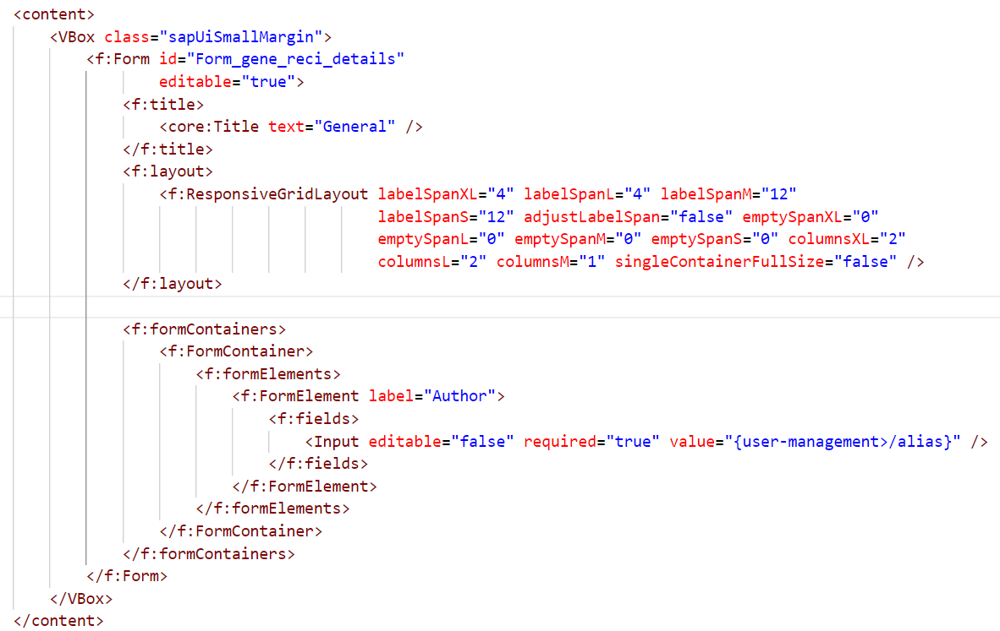 <content>
<VBox class="sapUiSmallMargin">
<f:Form id="Form_gene_reci_details"
editable="true">
<f:title>
<core:Title text="General" />
</f:title>
<f:layout>
<f:ResponsiveGridLayout labelSpanXL="4" labelSpanL="4" labelSpanM="12"
labelSpanS="12" adjustLabelSpan="false" emptySpanXL="0"
emptySpanL="0" emptySpanM="0" emptySpanS="0" columnsXL="2"
columnsL="2" columnsM="1" singleContainerFullSize="false" />
</f:layout>
<f:formContainers>
<f:FormContainer>
<f:formElements>
<f:FormElement label="Author">
<f:fields>
<Input editable="false" required="true" value="{user-management>/alias}" />
</f:fields>
</f:FormElement>
</f:formElements>
</f:FormContainer>
</f:formContainers>
</f:Form>
</VBox>
</content>